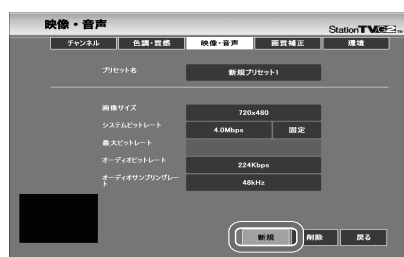 映像・音声
StationTV G2 TM
チャンネル 色調・質感 映像・音声 画質補正 環境
プリセット名 新規プリセット1
画像サイズ 720x480
システムビットレート 4.0Mbps 固定
最大ビットレート
オーディオビットレート 224Kbps
オーディオサンプリングレー
ト 48kHz
新規 削除 戻る